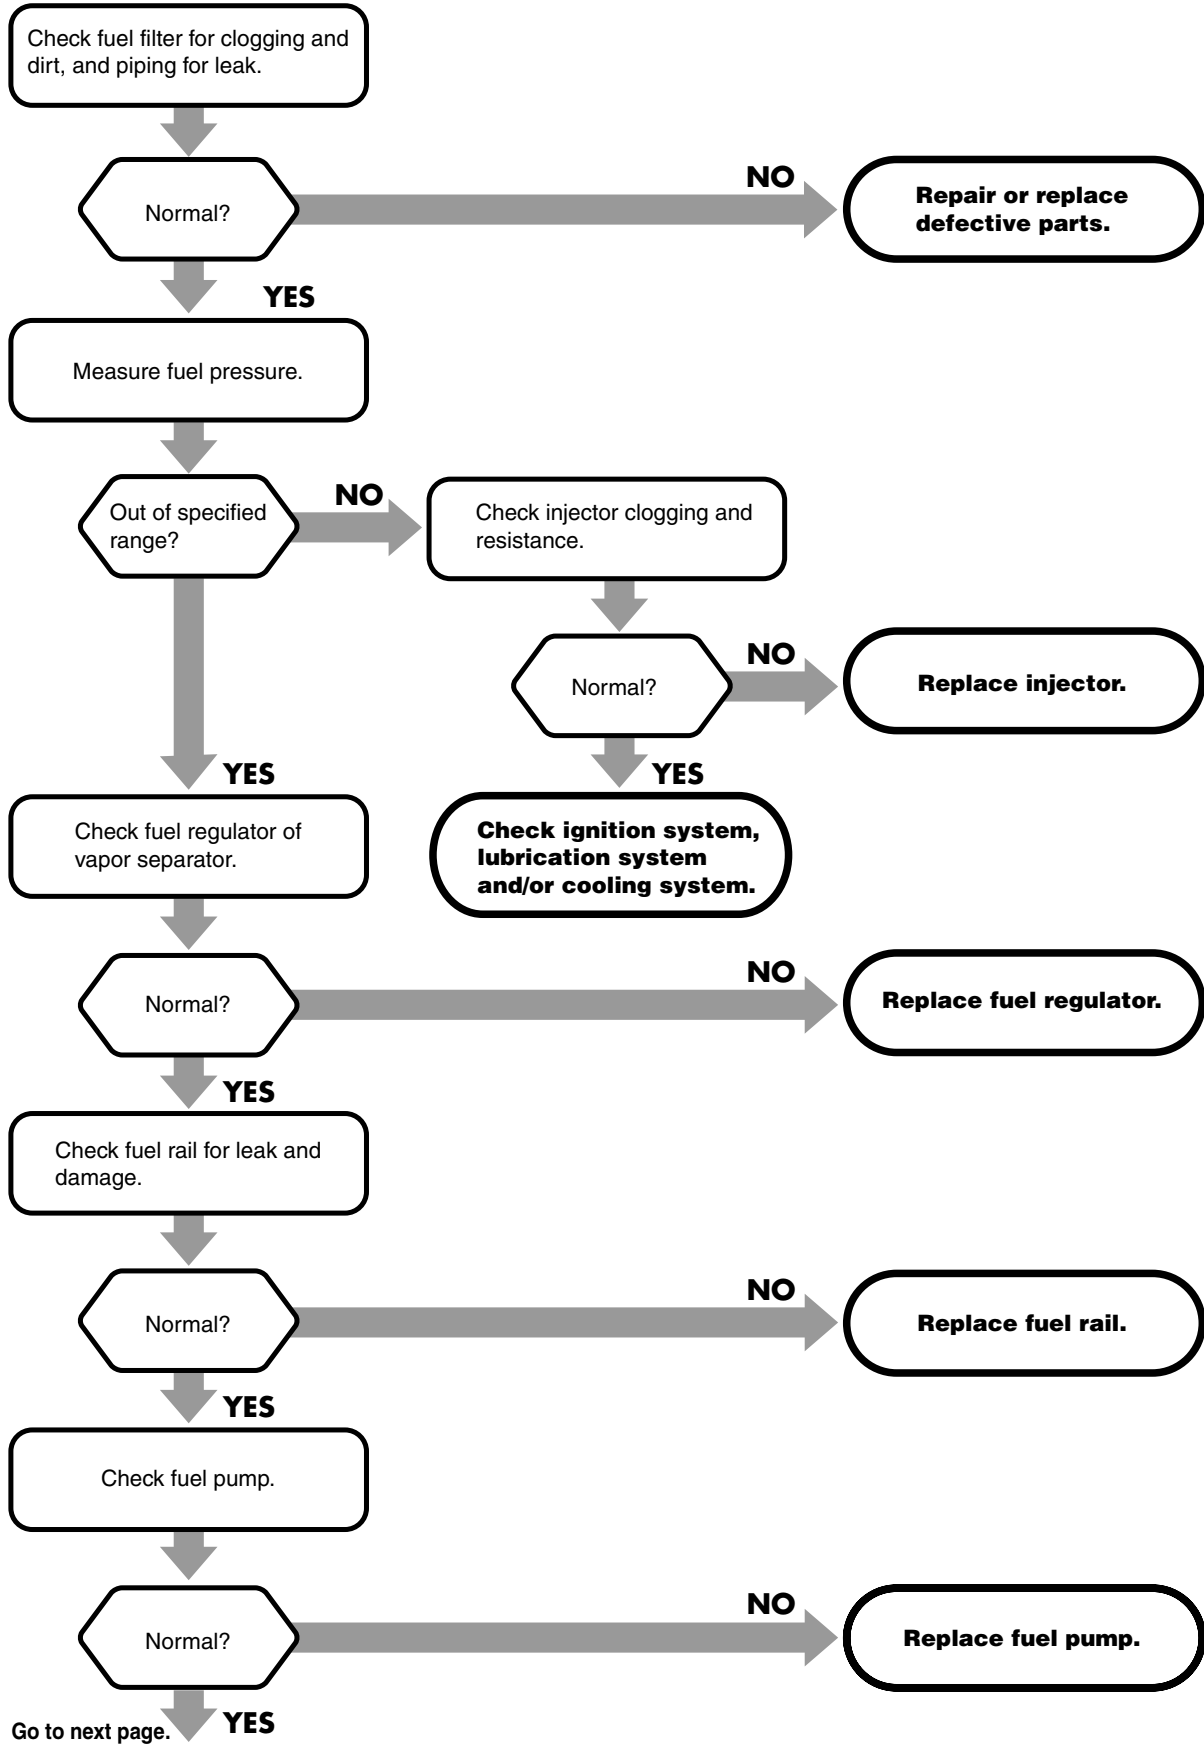 Check fuel filter for clogging and
dirt, and piping for leak.
Normal?
NO
Repair or replace
defective parts.
YES
Measure fuel pressure.
Out of specified
range?
NO
Check injector clogging and
resistance.
Normal?
NO
Replace injector.
YES
YES
Check fuel regulator of
vapor separator.
Check ignition system,
lubrication system
and/or cooling system.
Normal?
NO
Replace fuel regulator.
YES
Check fuel rail for leak and
damage.
Normal?
NO
Replace fuel rail.
YES
Check fuel pump.
Normal?
NO
Replace fuel pump.
YES
Go to next page.